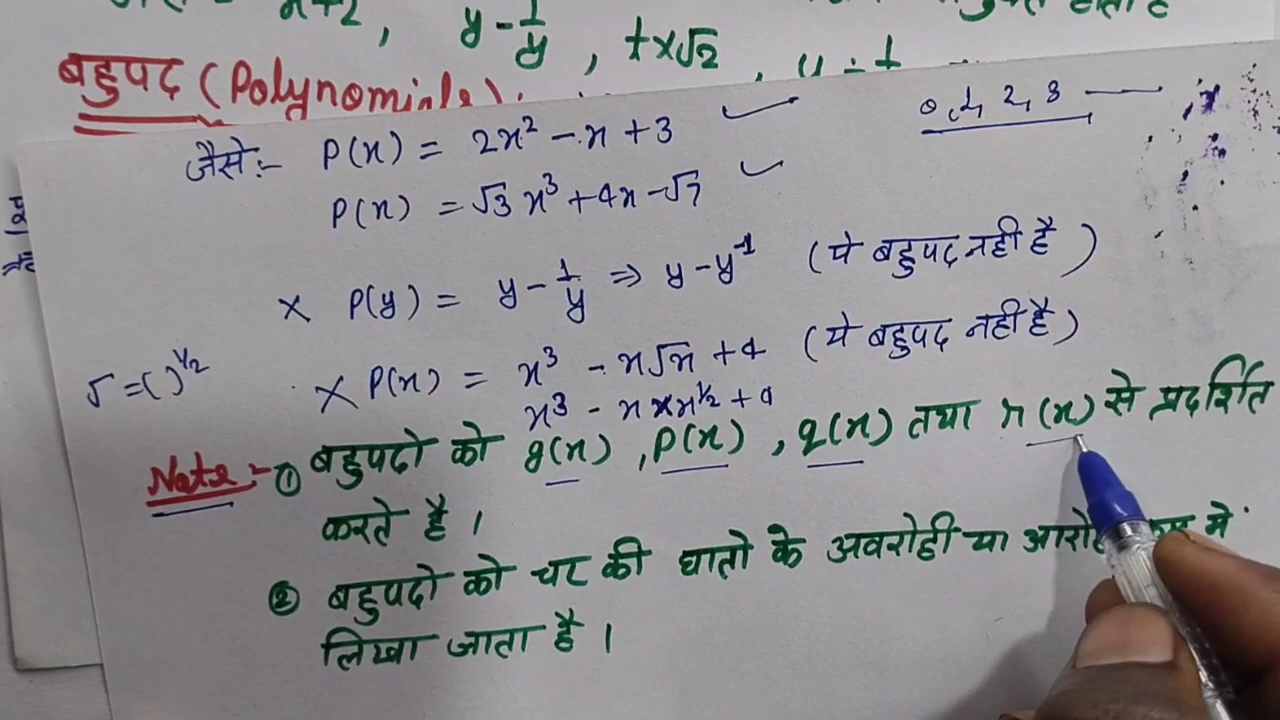 x+2, y - 1/y, t×√2,
बहुपद (Polynomials)
0, 1, 2, 3 —
जैसे:- P(x) = 2x² - x + 3 ✓
P(x) = √3 x³ + 4x - √7 ✓
× P(y) = y - 1/y ⇒ y - y⁻¹ (ये बहुपद नही है)
√ = ( )^1/2
× P(x) = x³ - x√x + 4 (ये बहुपद नही है)
x³ - x × x^1/2 + 4
Note:- ① बहुपदो को g(x), P(x), q(x) तथा r(x) से प्रदर्शित
करते है ।
② बहुपदो को चर की घातो के अवरोही या में
लिखा जाता है ।